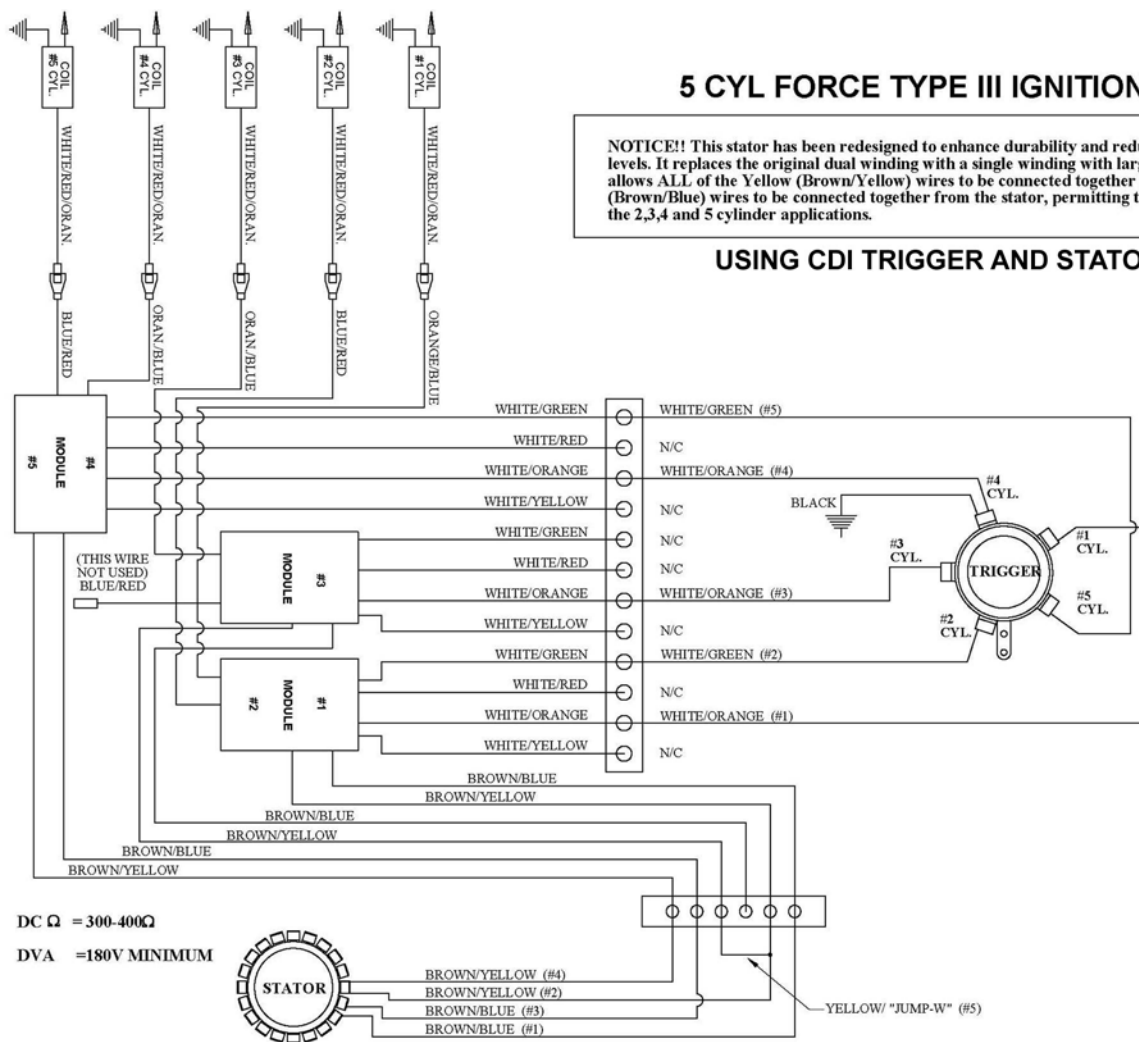 COIL
#5 CYL.
COIL
#4 CYL.
COIL
#3 CYL.
COIL
#2 CYL.
COIL
#1 CYL.
5 CYL FORCE TYPE III IGNITION
NOTICE!! This stator has been redesigned to enhance durability and
levels. It replaces the original dual winding with a single winding with
allows ALL of the Yellow (Brown/Yellow) wires to be connected together
(Brown/Blue) wires to be connected together from the stator, permitting
the 2,3,4 and 5 cylinder applications.
USING CDI TRIGGER AND
WHITE/RED/ORAN.
WHITE/RED/ORAN.
WHITE/RED/ORAN.
WHITE/RED/ORAN.
WHITE/RED/ORAN.
BLUE/RED
ORAN./BLUE
ORAN./BLUE
BLUE/RED
ORANGE/BLUE
#4
MODULE
#5
WHITE/GREEN
WHITE/GREEN (#5)
WHITE/RED
N/C
WHITE/ORANGE
WHITE/ORANGE (#4)
WHITE/YELLOW
N/C
WHITE/GREEN
N/C
WHITE/RED
N/C
WHITE/ORANGE
WHITE/ORANGE (#3)
WHITE/YELLOW
N/C
WHITE/GREEN
WHITE/GREEN (#2)
WHITE/RED
N/C
WHITE/ORANGE
WHITE/ORANGE (#1)
WHITE/YELLOW
N/C
BLACK
#4
CYL.
#1
CYL.
#3
CYL.
TRIGGER
#5
CYL.
#2
CYL.
(THIS WIRE
NOT USED)
BLUE/RED
#3
MODULE
#1
MODULE
#2
BROWN/BLUE
BROWN/YELLOW
BROWN/BLUE
BROWN/YELLOW
BROWN/BLUE
BROWN/YELLOW
DC Ω = 300-400Ω
DVA =180V MINIMUM
STATOR
BROWN/YELLOW (#4)
BROWN/YELLOW (#2)
BROWN/BLUE (#3)
BROWN/BLUE (#1)
YELLOW/ "JUMP-W" (#5)